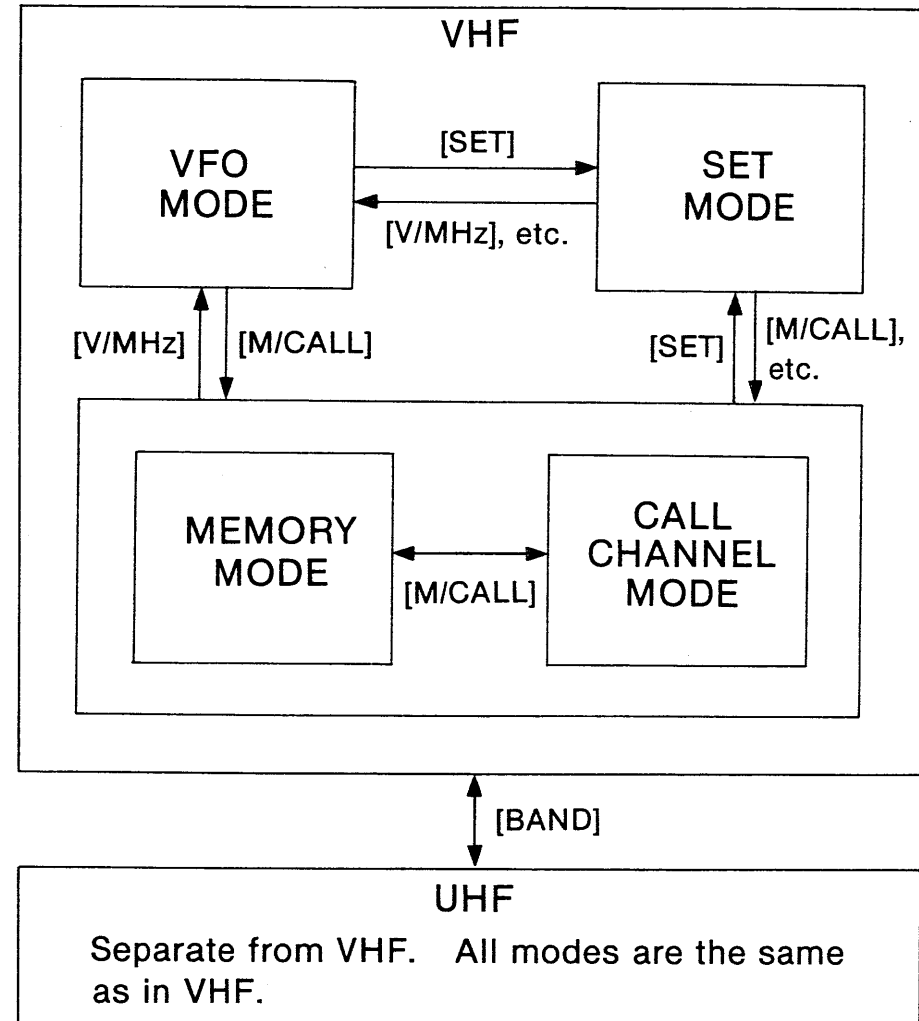 VHF
VFO
MODE
[SET]
SET
MODE
[V/MHz], etc.
[V/MHz]
[M/CALL]
[SET]
[M/CALL],
etc.
MEMORY
MODE
[M/CALL]
CALL
CHANNEL
MODE
[BAND]
UHF
Separate from VHF. All modes are the same
as in VHF.